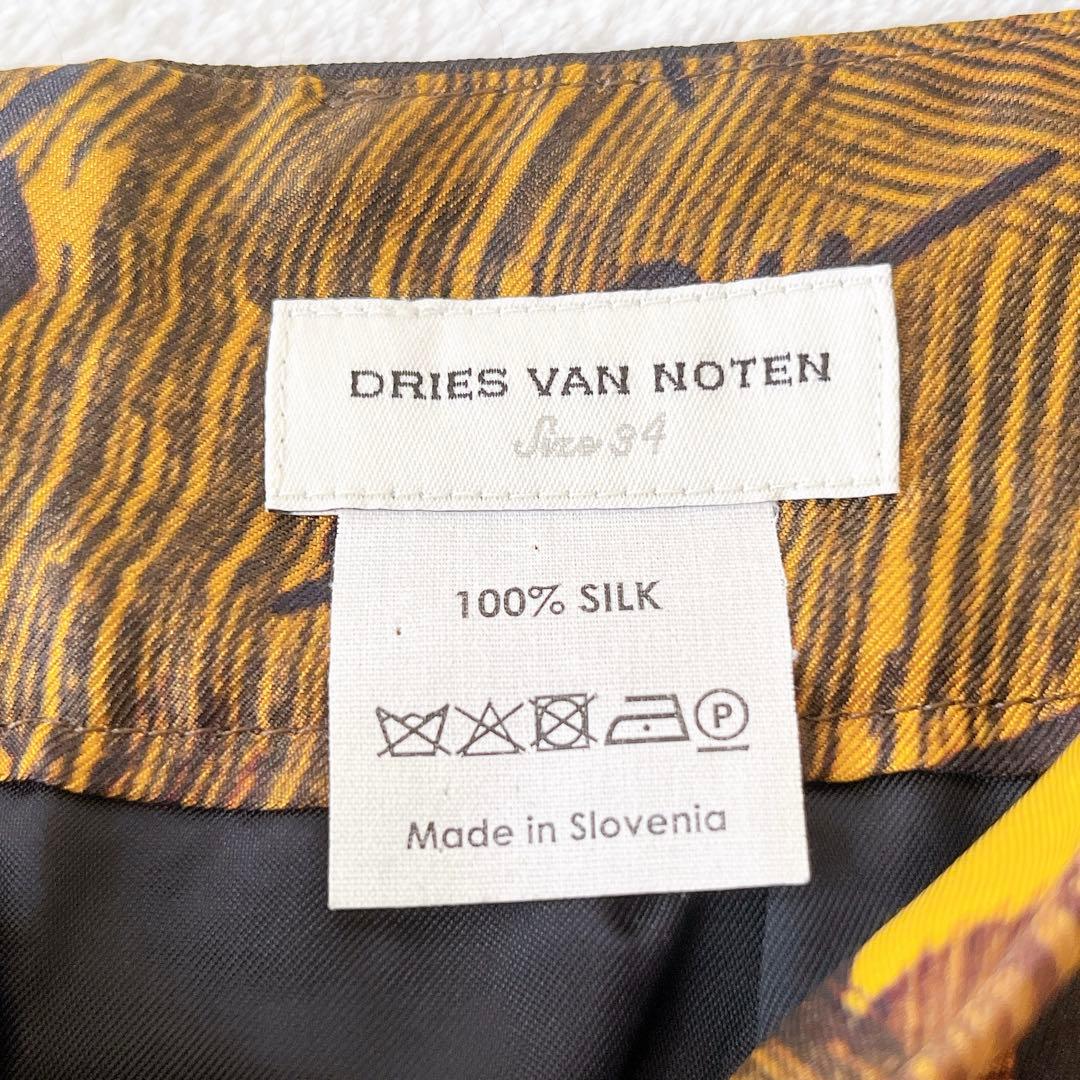 DRIES VAN NOTEN
Size 34
100% SILK
P
Made in Slovenia